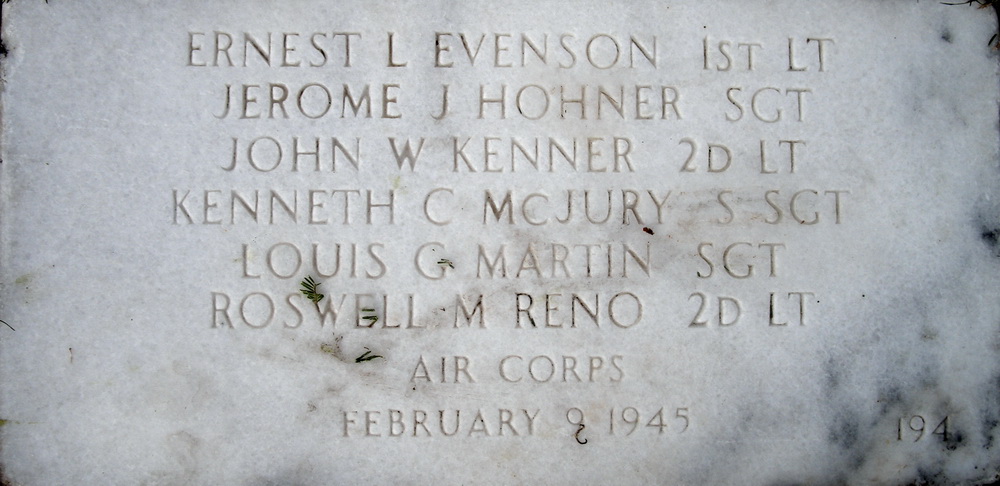 ERNEST L EVENSON 1ST LT
JEROME J HOHNER SGT
JOHN W KENNER 2D LT
KENNETH C MCJURY S SGT
LOUIS G MARTIN SGT
ROSWELL M RENO 2D LT
AIR CORPS
FEBRUARY 9 1945
194